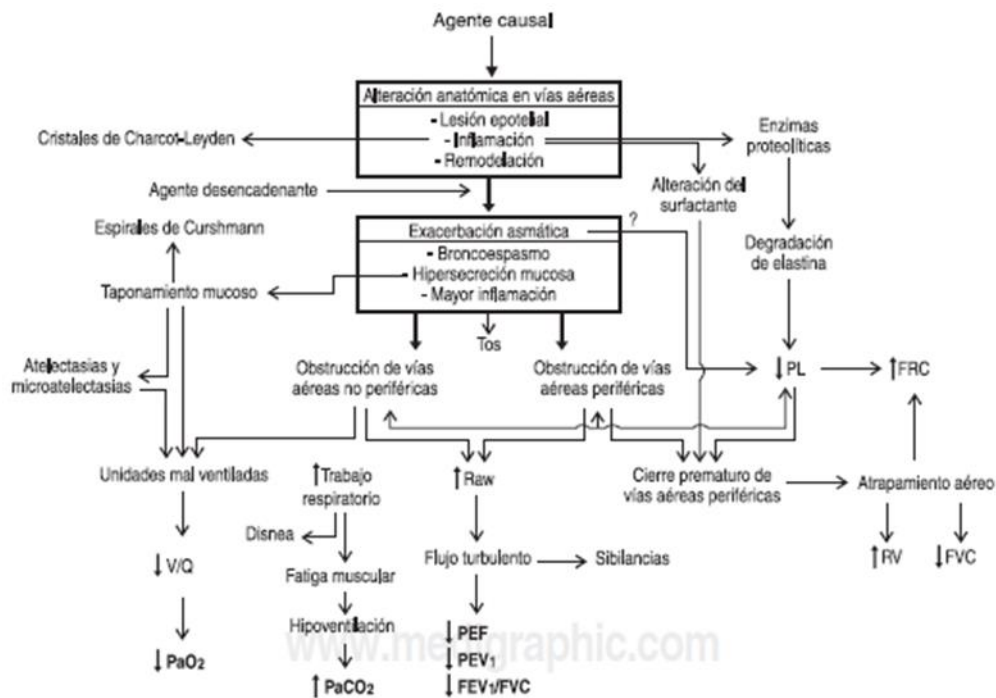 Agente causal
Alteración anatómica en vías aéreas
- Lesión epotelial
- Inflamación
- Remodelación
Cristales de Charcot-Leyden
Enzimas
proteolíticas
Agente desencadenante
Alteración del
surfactante
Espirales de Curshmann
Exacerbación asmática
?
- Broncoespasmo
- Hipersecreción mucosa
- Mayor inflamación
Degradación
de elastina
Taponamiento mucoso
Tos
Atelectasias y
microatelectasias
Obstrucción de vías
aéreas no periféricas
Obstrucción de vías
aéreas periféricas
↓PL
↑FRC
Unidades mal ventiladas
↑Trabajo
respiratorio
↑Raw
Cierre prematuro de
vías aéreas periféricas
Atrapamiento aéreo
Disnea
↓V/Q
Fatiga muscular
Flujo turbulento
Sibilancias
↑RV
↓FVC
Hipoventilación
www.medigraphic.com
↓PaO2
↑PaCO2
↓PEF
↓PEV1
↓FEV1/FVC